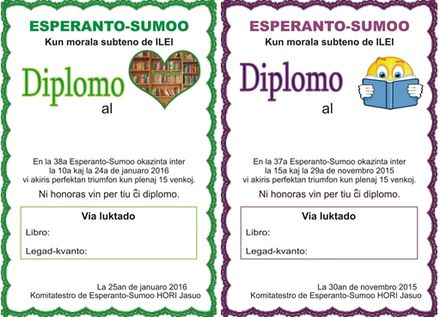 ESPERANTO-SUMOO
Kun morala subteno de ILEI
Diplomo
al
En la 38a Esperanto-Sumoo okazinta inter
la 10a kaj la 24a de januaro 2016
vi akiris perfektan triumfon kun plenaj 15 venkoj.
Ni honoras vin per tiu ĉi diplomo.
Via luktado
Libro:
Legad-kvanto:
La 25an de januaro 2016
Komitatestro de Esperanto-Sumoo HORI Jasuo
ESPERANTO-SUMOO
Kun morala subteno de ILEI
Diplomo
al
En la 37a Esperanto-Sumoo okazinta inter
la 15a kaj la 29a de novembro 2015
vi akiris perfektan triumfon kun plenaj 15 venkoj.
Ni honoras vin per tiu ĉi diplomo.
Via luktado
Libro:
Legad-kvanto:
La 30an de novembro 2015
Komitatestro de Esperanto-Sumoo HORI Jasuo